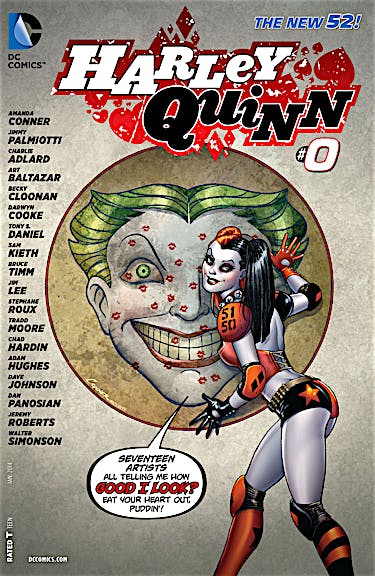 THE NEW 52!
DC COMICS™
HARLEY
QUINN
#0
AMANDA
CONNER
JIMMY
PALMIOTTI
CHARLIE
ADLARD
ART
BALTAZAR
BECKY
CLOONAN
DARWYN
COOKE
TONY S.
DANIEL
SAM
KIETH
BRUCE
TIMM
JIM
LEE
STEPHANE
ROUX
TRADD
MOORE
CHAD
HARDIN
ADAM
HUGHES
DAVE
JOHNSON
DAN
PANOSIAN
JEREMY
ROBERTS
WALTER
SIMONSON
51
50
SEVENTEEN
ARTISTS
ALL TELLING ME HOW
GOOD I LOOK?
EAT YOUR HEART OUT,
PUDDIN'!
JAN 2014
RATED T TEEN
DCCOMICS.COM